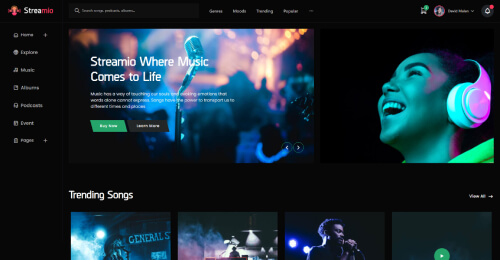 Streamio
Search songs, podcasts, albums...
Genres
Moods
Trending
Popular
Home
Explore
Music
Albums
Podcasts
Event
Pages
Streamio Where Music
Comes to Life
Music has a way of touching our souls and evoking emotions that
words alone cannot express. Songs have the power to transport us to
different times and places
Buy Now
Learn More
Trending Songs
View All
GENERAL S